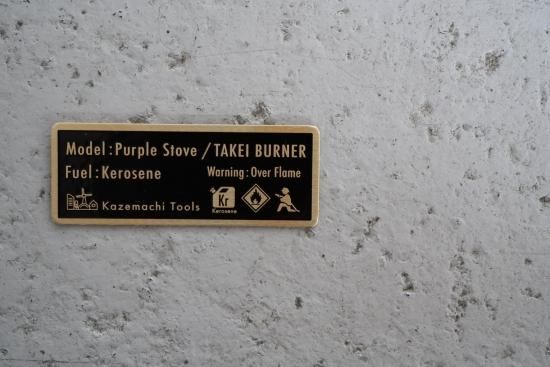 Model:Purple Stove / TAKEI BURNER
Fuel:Kerosene Warning:Over Flame
Kazemachi Tools Kr
Kerosene